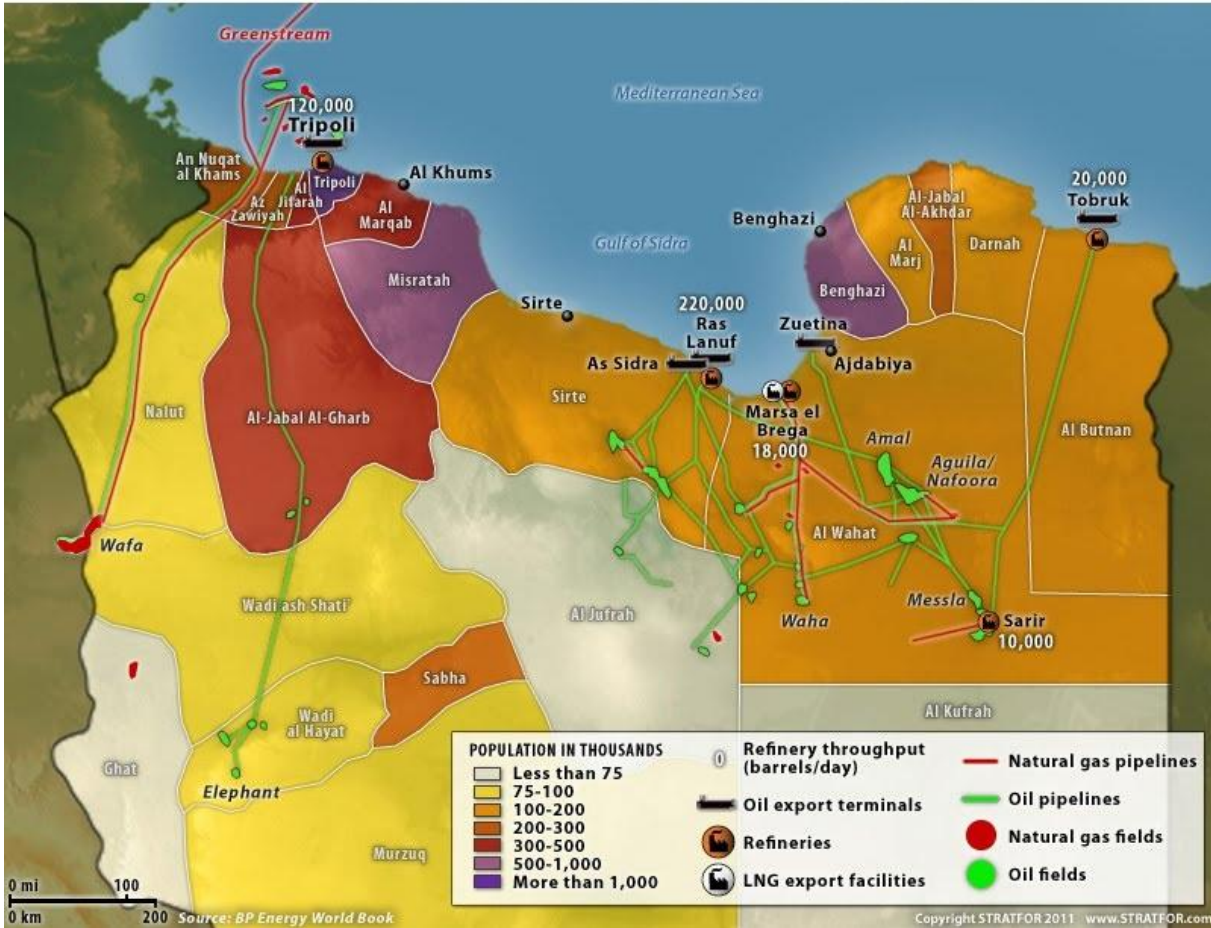 Greenstream
Mediterranean Sea
120,000
Tripoli
An Nuqat
al Khams
Az
Zawiyah
Al
Jifarah
Tripoli
Al Khums
Al
Marqab
Misratah
Gulf of Sidra
Benghazi
Benghazi
Al
Marj
Al-Jabal
Al-Akhdar
Darnah
20,000
Tobruk
Sirte
220,000
Ras
Lanuf
As Sidra
Zuetina
Ajdabiya
Nalut
Al-Jabal Al-Gharb
Sirte
Marsa el
Brega
18,000
Amal
Aguila/
Nafoora
Al Butnan
Wafa
Al Wahat
Wadi ash Shati'
Al Jufrah
Waha
Messla
Sarir
10,000
Sabha
Wadi
al Hayat
Al Kufrah
Ghat
Elephant
Murzuq
POPULATION IN THOUSANDS
Less than 75
75-100
100-200
200-300
300-500
500-1,000
More than 1,000
0
Refinery throughput
(barrels/day)
Oil export terminals
Refineries
LNG export facilities
Natural gas pipelines
Oil pipelines
Natural gas fields
Oil fields
0 mi 100
0 km 200
Source: BP Energy World Book
Copyright STRATFOR 2011 www.STRATFOR.com